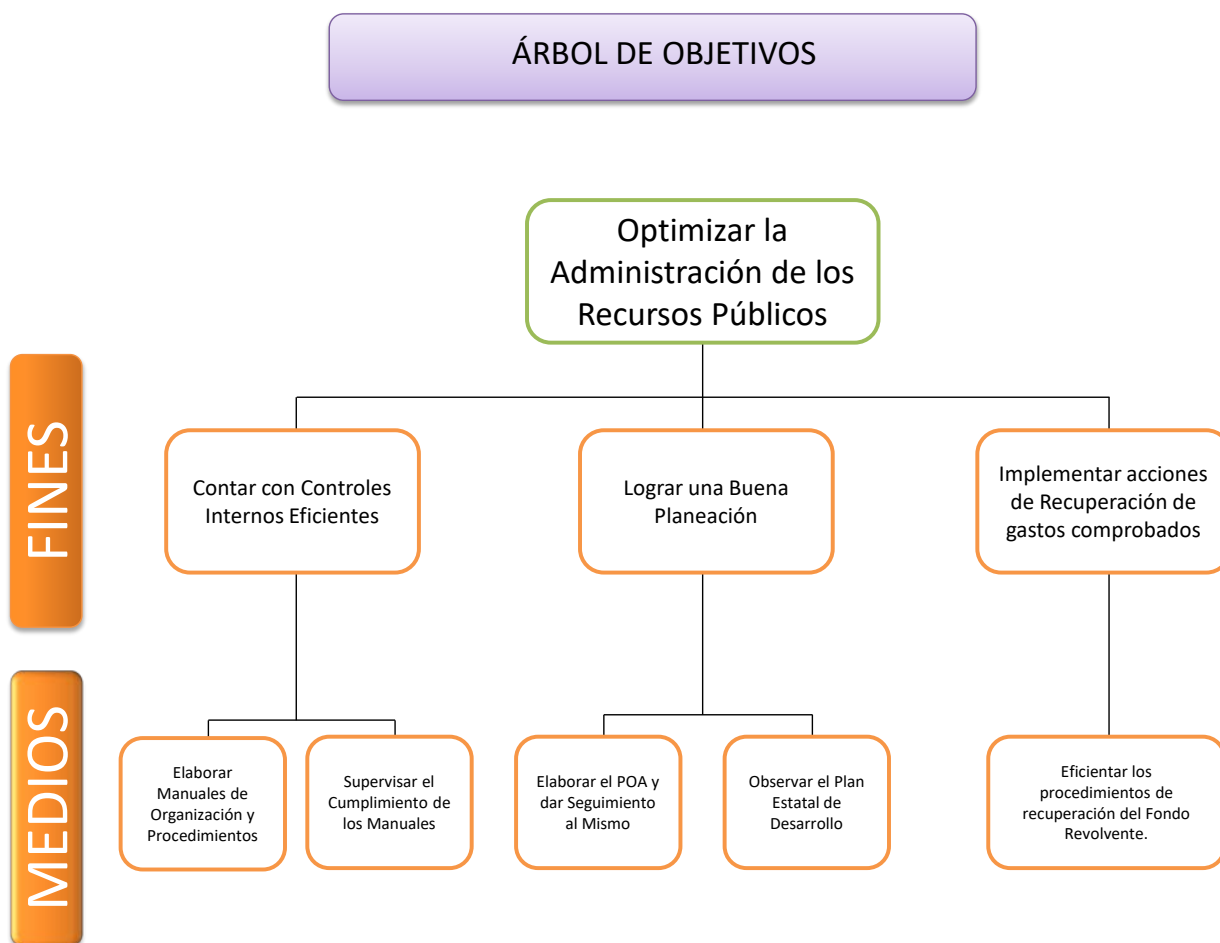 ÁRBOL DE OBJETIVOS
Optimizar la
Administración de los
Recursos Públicos
FINES
Contar con Controles
Internos Eficientes
Lograr una Buena
Planeación
Implementar acciones
de Recuperación de
gastos comprobados
MEDIOS
Elaborar
Manuales de
Organización y
Procedimientos
Supervisar el
Cumplimiento de
los Manuales
Elaborar el POA y
dar Seguimiento
al Mismo
Observar el Plan
Estatal de
Desarrollo
Eficientar los
procedimientos de
recuperación del Fondo
Revolvente.